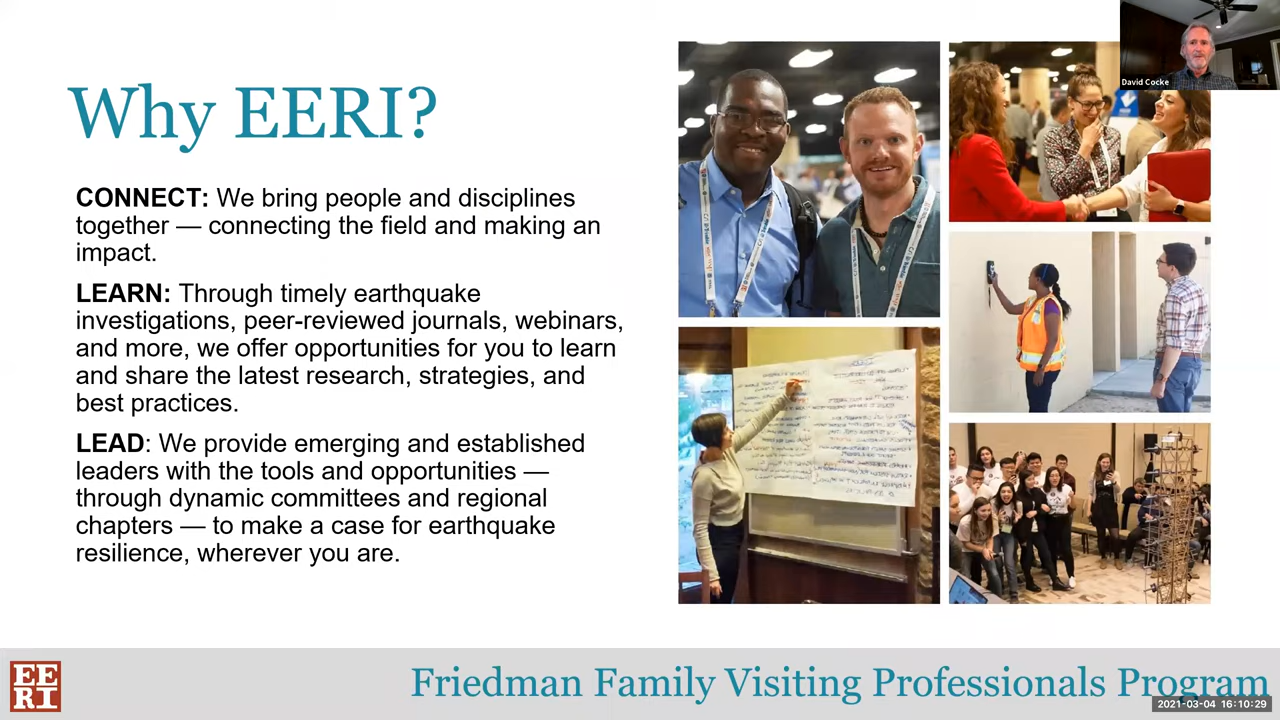 David Cocke
Why EERI?
CONNECT: We bring people and disciplines
together — connecting the field and making an
impact.
LEARN: Through timely earthquake
investigations, peer-reviewed journals, webinars,
and more, we offer opportunities for you to learn
and share the latest research, strategies, and
best practices.
LEAD: We provide emerging and established
leaders with the tools and opportunities —
through dynamic committees and regional
chapters — to make a case for earthquake
resilience, wherever you are.
EE
RI
Friedman Family Visiting Professionals Program
2021-03-04 16:10:29